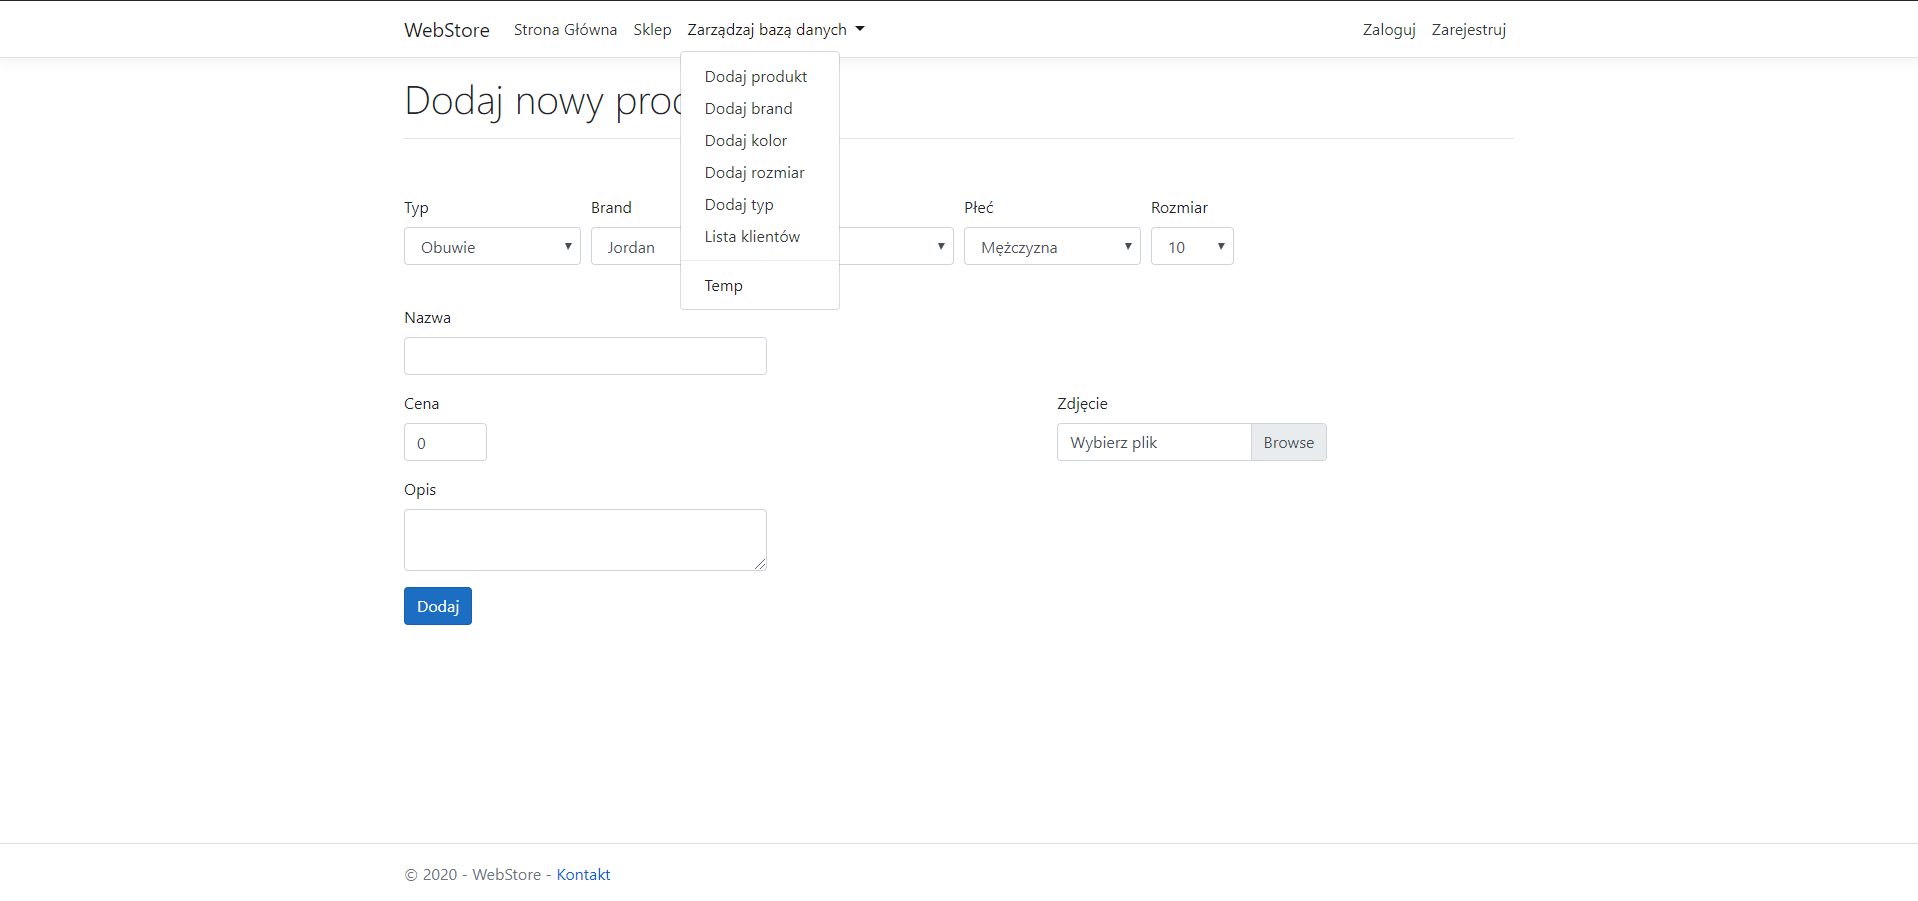 WebStore Strona Główna Sklep Zarządzaj bazą danych Zaloguj Zarejestruj
Dodaj produkt
Dodaj brand
Dodaj kolor
Dodaj rozmiar
Dodaj typ
Lista klientów
Temp
Dodaj nowy
Typ Brand Płeć Rozmiar
Obuwie Jordan Mężczyzna 10
Nazwa
Cena Zdjęcie
0 Wybierz plik Browse
Opis
Dodaj
© 2020 - WebStore - Kontakt